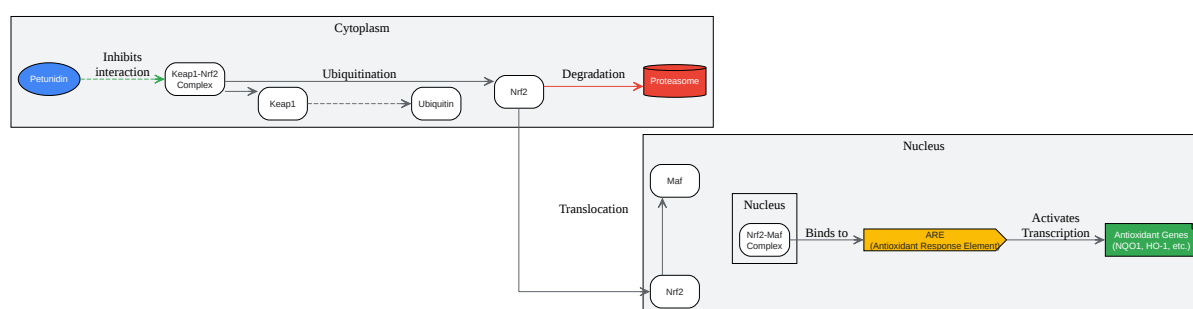 Cytoplasm
Inhibits
interaction
Petunidin
Keap1-Nrf2
Complex
Ubiquitination
Keap1
Ubiquitin
Nrf2
Degradation
Proteasome
Nucleus
Maf
Translocation
Nrf2
Nucleus
Nrf2-Maf
Complex
Binds to
ARE
(Antioxidant Response Element)
Activates
Transcription
Antioxidant Genes
(NQO1, HO-1, etc.)